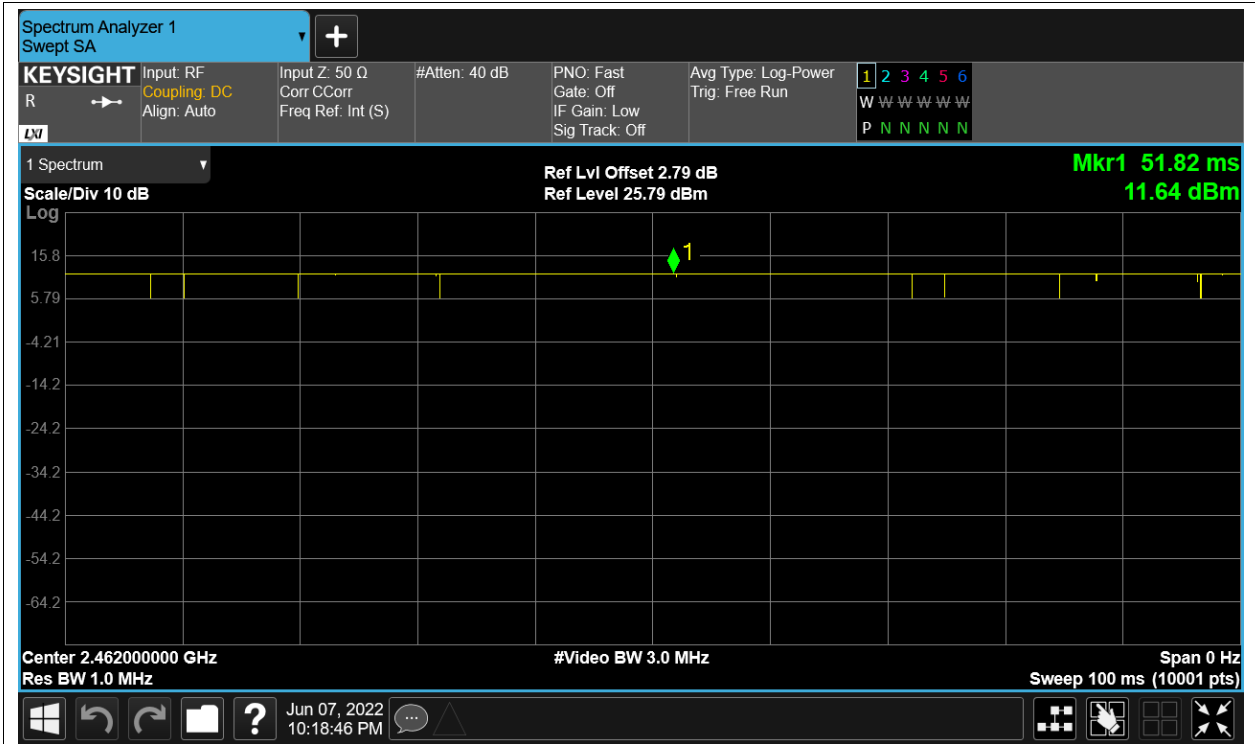 Spectrum Analyzer 1
Swept SA
KEYSIGHT
R
LXI
Input: RF
Coupling: DC
Align: Auto
Input Z: 50 Ω
Corr CCorr
Freq Ref: Int (S)
#Atten: 40 dB
PNO: Fast
Gate: Off
IF Gain: Low
Sig Track: Off
Avg Type: Log-Power
Trig: Free Run
1 2 3 4 5 6
W W W W W W
P N N N N N
1 Spectrum
Scale/Div 10 dB
Log
Ref Lvl Offset 2.79 dB
Ref Level 25.79 dBm
Mkr1 51.82 ms
11.64 dBm
1
15.8
5.79
-4.21
-14.2
-24.2
-34.2
-44.2
-54.2
-64.2
Center 2.462000000 GHz
Res BW 1.0 MHz
#Video BW 3.0 MHz
Span 0 Hz
Sweep 100 ms (10001 pts)
?
Jun 07, 2022
10:18:46 PM